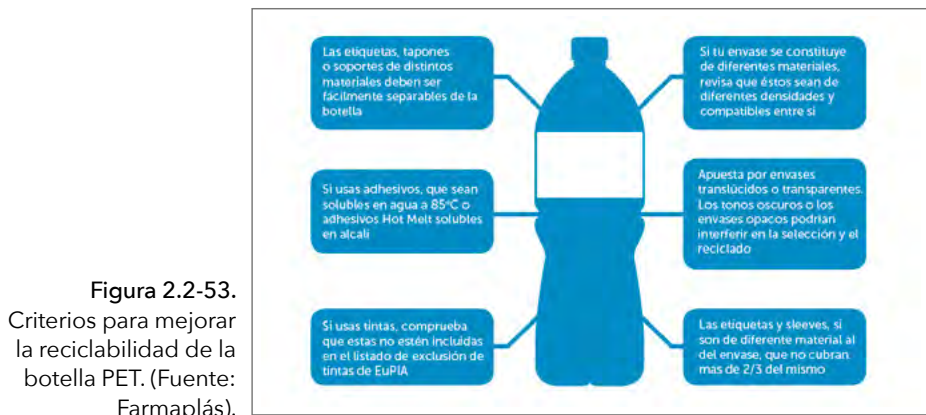 Las etiquetas, tapones
o soportes de distintos
materiales deben ser
fácilmente separables de la
botella
Si tu envase se constituye
de diferentes materiales,
revisa que éstos sean de
diferentes densidades y
compatibles entre sí
Si usas adhesivos, que sean
solubles en agua a 85ºC o
adhesivos Hot Melt solubles
en alcali
Apuesta por envases
translúcidos o transparentes.
Los tonos oscuros o los
envases opacos podrían
interferir en la selección y el
reciclado
Si usas tintas, comprueba
que estas no estén incluidas
en el listado de exclusión de
tintas de EuPIA
Las etiquetas y sleeves, si
son de diferente material al
del envase, que no cubran
mas de 2/3 del mismo
Figura 2.2-53.
Criterios para mejorar
la reciclabilidad de la
botella PET. (Fuente:
Farmaplás).